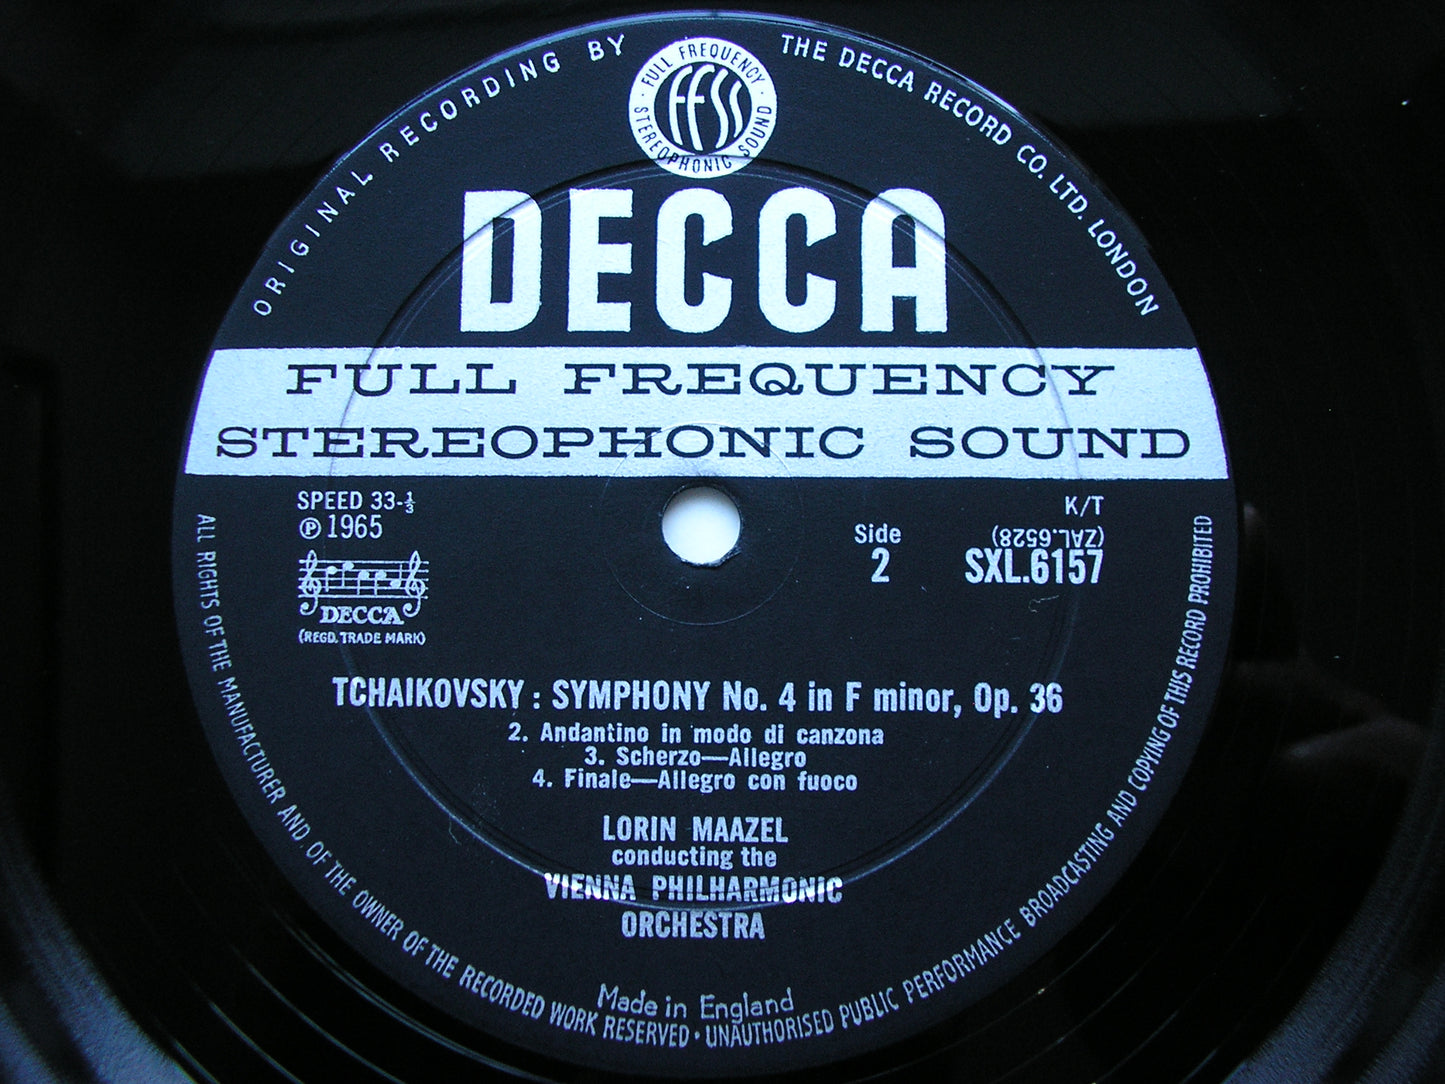 ORIGINAL RECORDING BY THE DECCA RECORD CO. LTD. LONDON
FULL FREQUENCY
STEREOPHONIC SOUND
FFSS
DECCA
FULL FREQUENCY
STEREOPHONIC SOUND
SPEED 33-⅓
℗ 1965
DECCA
(REGD. TRADE MARK)
K/T
(ZAL.6528)
Side
2
SXL.6157
TCHAIKOVSKY : SYMPHONY No. 4 in F minor, Op. 36
2. Andantino in modo di canzona
3. Scherzo—Allegro
4. Finale—Allegro con fuoco
LORIN MAAZEL
conducting the
VIENNA PHILHARMONIC
ORCHESTRA
Made in England
ALL RIGHTS OF THE MANUFACTURER AND OF THE OWNER OF THE RECORDED WORK RESERVED · UNAUTHORISED PUBLIC PERFORMANCE BROADCASTING AND COPYING OF THIS RECORD PROHIBITED